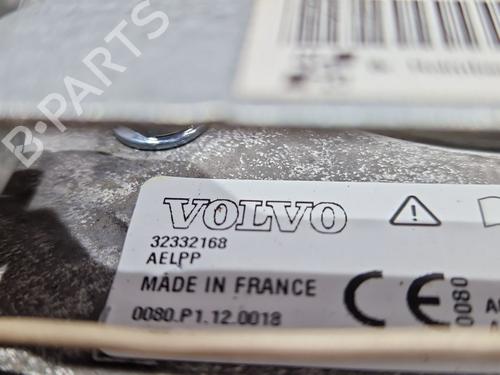 B-PARTS
VOLVO
32332168
AELPP
MADE IN FRANCE
CE
0080
0080.P1.12.0018